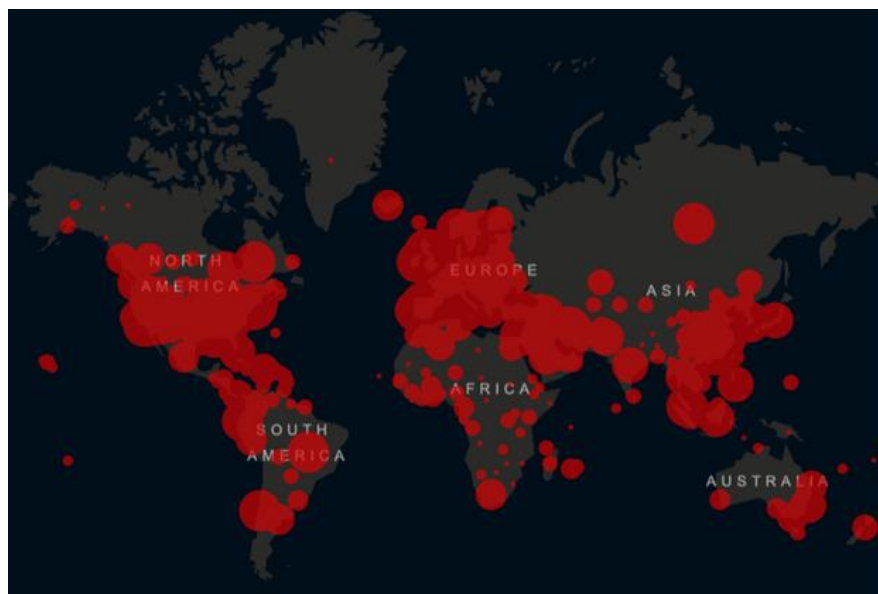 NORTH
AMERICA
EUROPE
ASIA
AFRICA
SOUTH
AMERICA
AUSTRALIA